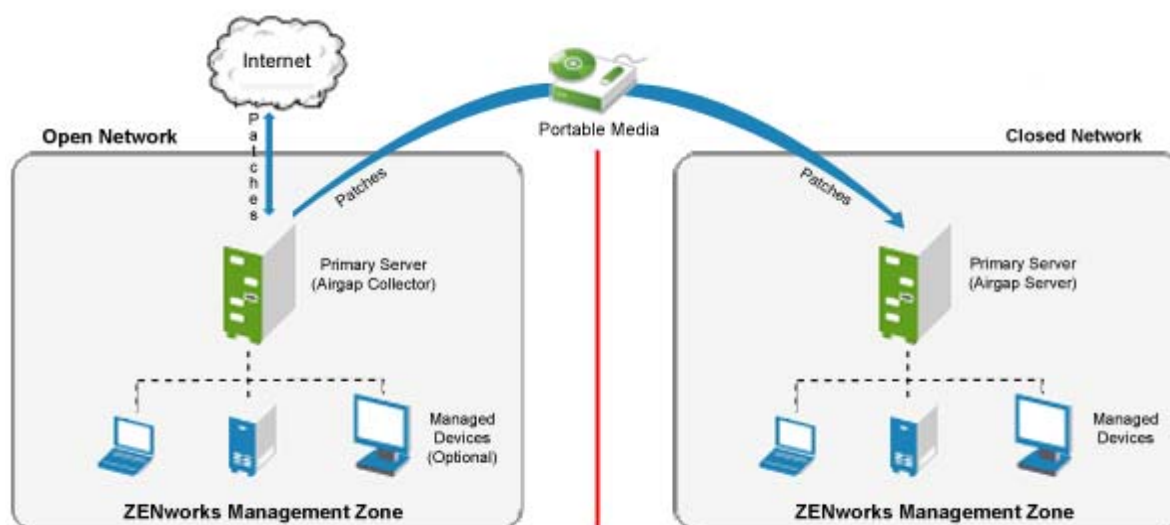 Internet
Patches
Portable Media
Open Network
Closed Network
Patches
Patches
Primary Server
(Airgap Collector)
Primary Server
(Airgap Server)
Managed
Devices
(Optional)
Managed
Devices
ZENworks Management Zone
ZENworks Management Zone